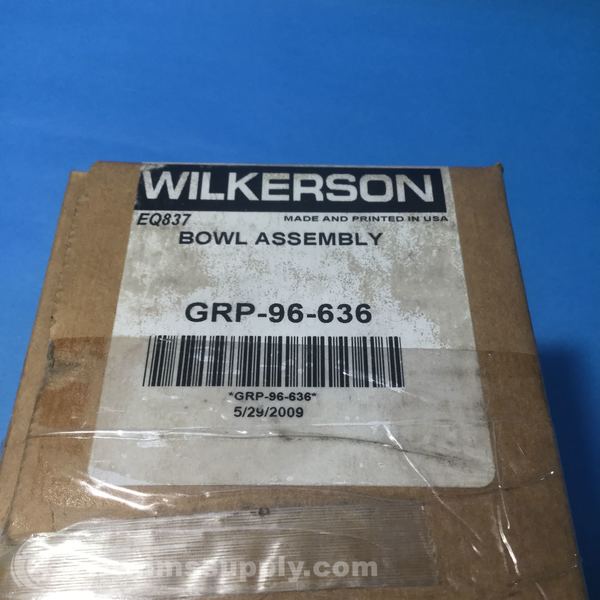 WILKERSON
EQ837
MADE AND PRINTED IN USA
BOWL ASSEMBLY
GRP-96-636
*GRP-96-636*
5/29/2009